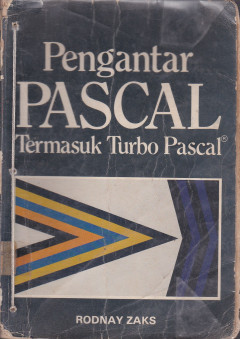 Pengantar
PASCAL
Termasuk Turbo Pascal®
RODNAY ZAKS